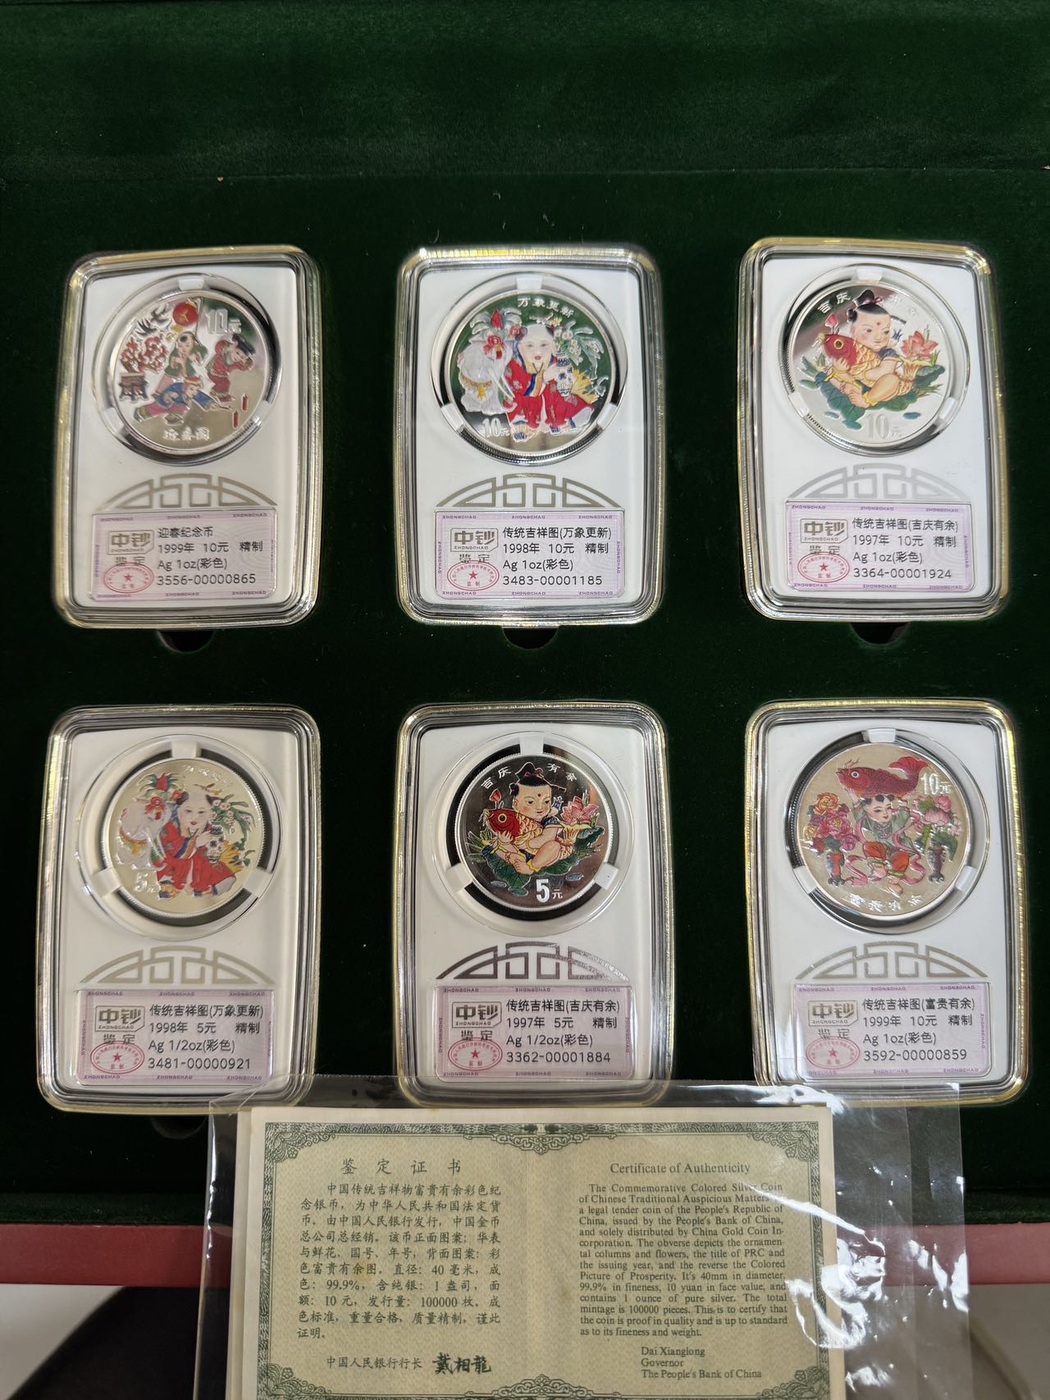 10元
迎春图
中钞
ZHONGCHAO
鉴定
迎春纪念币
1999年 10元 精制
Ag 1oz(彩色)
3556-00000865
万象更新
10元
中钞
ZHONGCHAO
鉴定
传统吉祥图(万象更新)
1998年 10元 精制
Ag 1oz(彩色)
3483-00001185
吉庆
10元
中钞
ZHONGCHAO
鉴定
传统吉祥图(吉庆有余)
1997年 10元 精制
Ag 1oz(彩色)
3364-00001924
5
中钞
ZHONGCHAO
鉴定
传统吉祥图(万象更新)
1998年 5元 精制
Ag 1/2oz(彩色)
3481-00000921
吉庆有余
5元
中钞
ZHONGCHAO
鉴定
传统吉祥图(吉庆有余)
1997年 5元 精制
Ag 1/2oz(彩色)
3362-00001884
10元
富贵有余
中钞
ZHONGCHAO
鉴定
传统吉祥图(富贵有余)
1999年 10元 精制
Ag 1oz(彩色)
3592-00000859
鉴定证书
中国传统吉祥物富贵有余彩色纪
念银币，为中华人民共和国法定货
币，由中国人民银行发行，中国金币
总公司总经销。该币正面图案：华表
与鲜花、国号、年号，背面图案：彩
色富贵有余图。直径：40毫米，成
色：99.9%，含纯银：1盎司，面
额：10元，发行量：100000枚。成
色标准，重量合格，质量精制，谨此
证明。
中国人民银行行长 戴相龙
Certificate of Authenticity
The Commemorative Colored Silver Coin
of Chinese Traditional Auspicious Matters is
a legal tender coin of the People's Republic of
China, issued by the People's Bank of China,
and solely distributed by China Gold Coin In-
corporation. The obverse depicts the ornamen-
tal columns and flowers, the title of PRC and
the issuing year, and the reverse the Colored
Picture of Prosperity. It's 40mm in diameter,
99.9% in fineness, 10 yuan in face value, and
contains 1 ounce of pure silver. The total
mintage is 100000 pieces. This is to certify that
the coin is proof in quality and is up to standard
as to its fineness and weight.
Dai Xianglong
Governor
The People's Bank of China